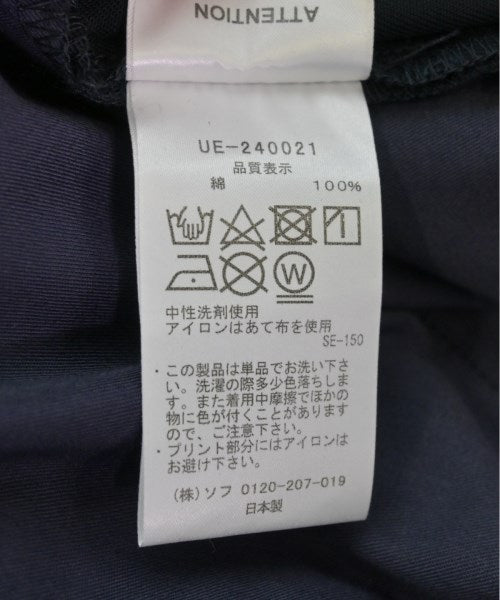 ATTENTION
UE-240021
品質表示
綿 100%
W
中性洗剤使用
アイロンはあて布を使用
SE-150
・この製品は単品でお洗い下さ
い。洗濯の際多少色落ちしま
す。また着用中摩擦でほかの
物に色が付くことがあります
ので、ご注意下さい。
・プリント部分にはアイロンは
お避け下さい。
(株)ソフ 0120-207-019
日本製